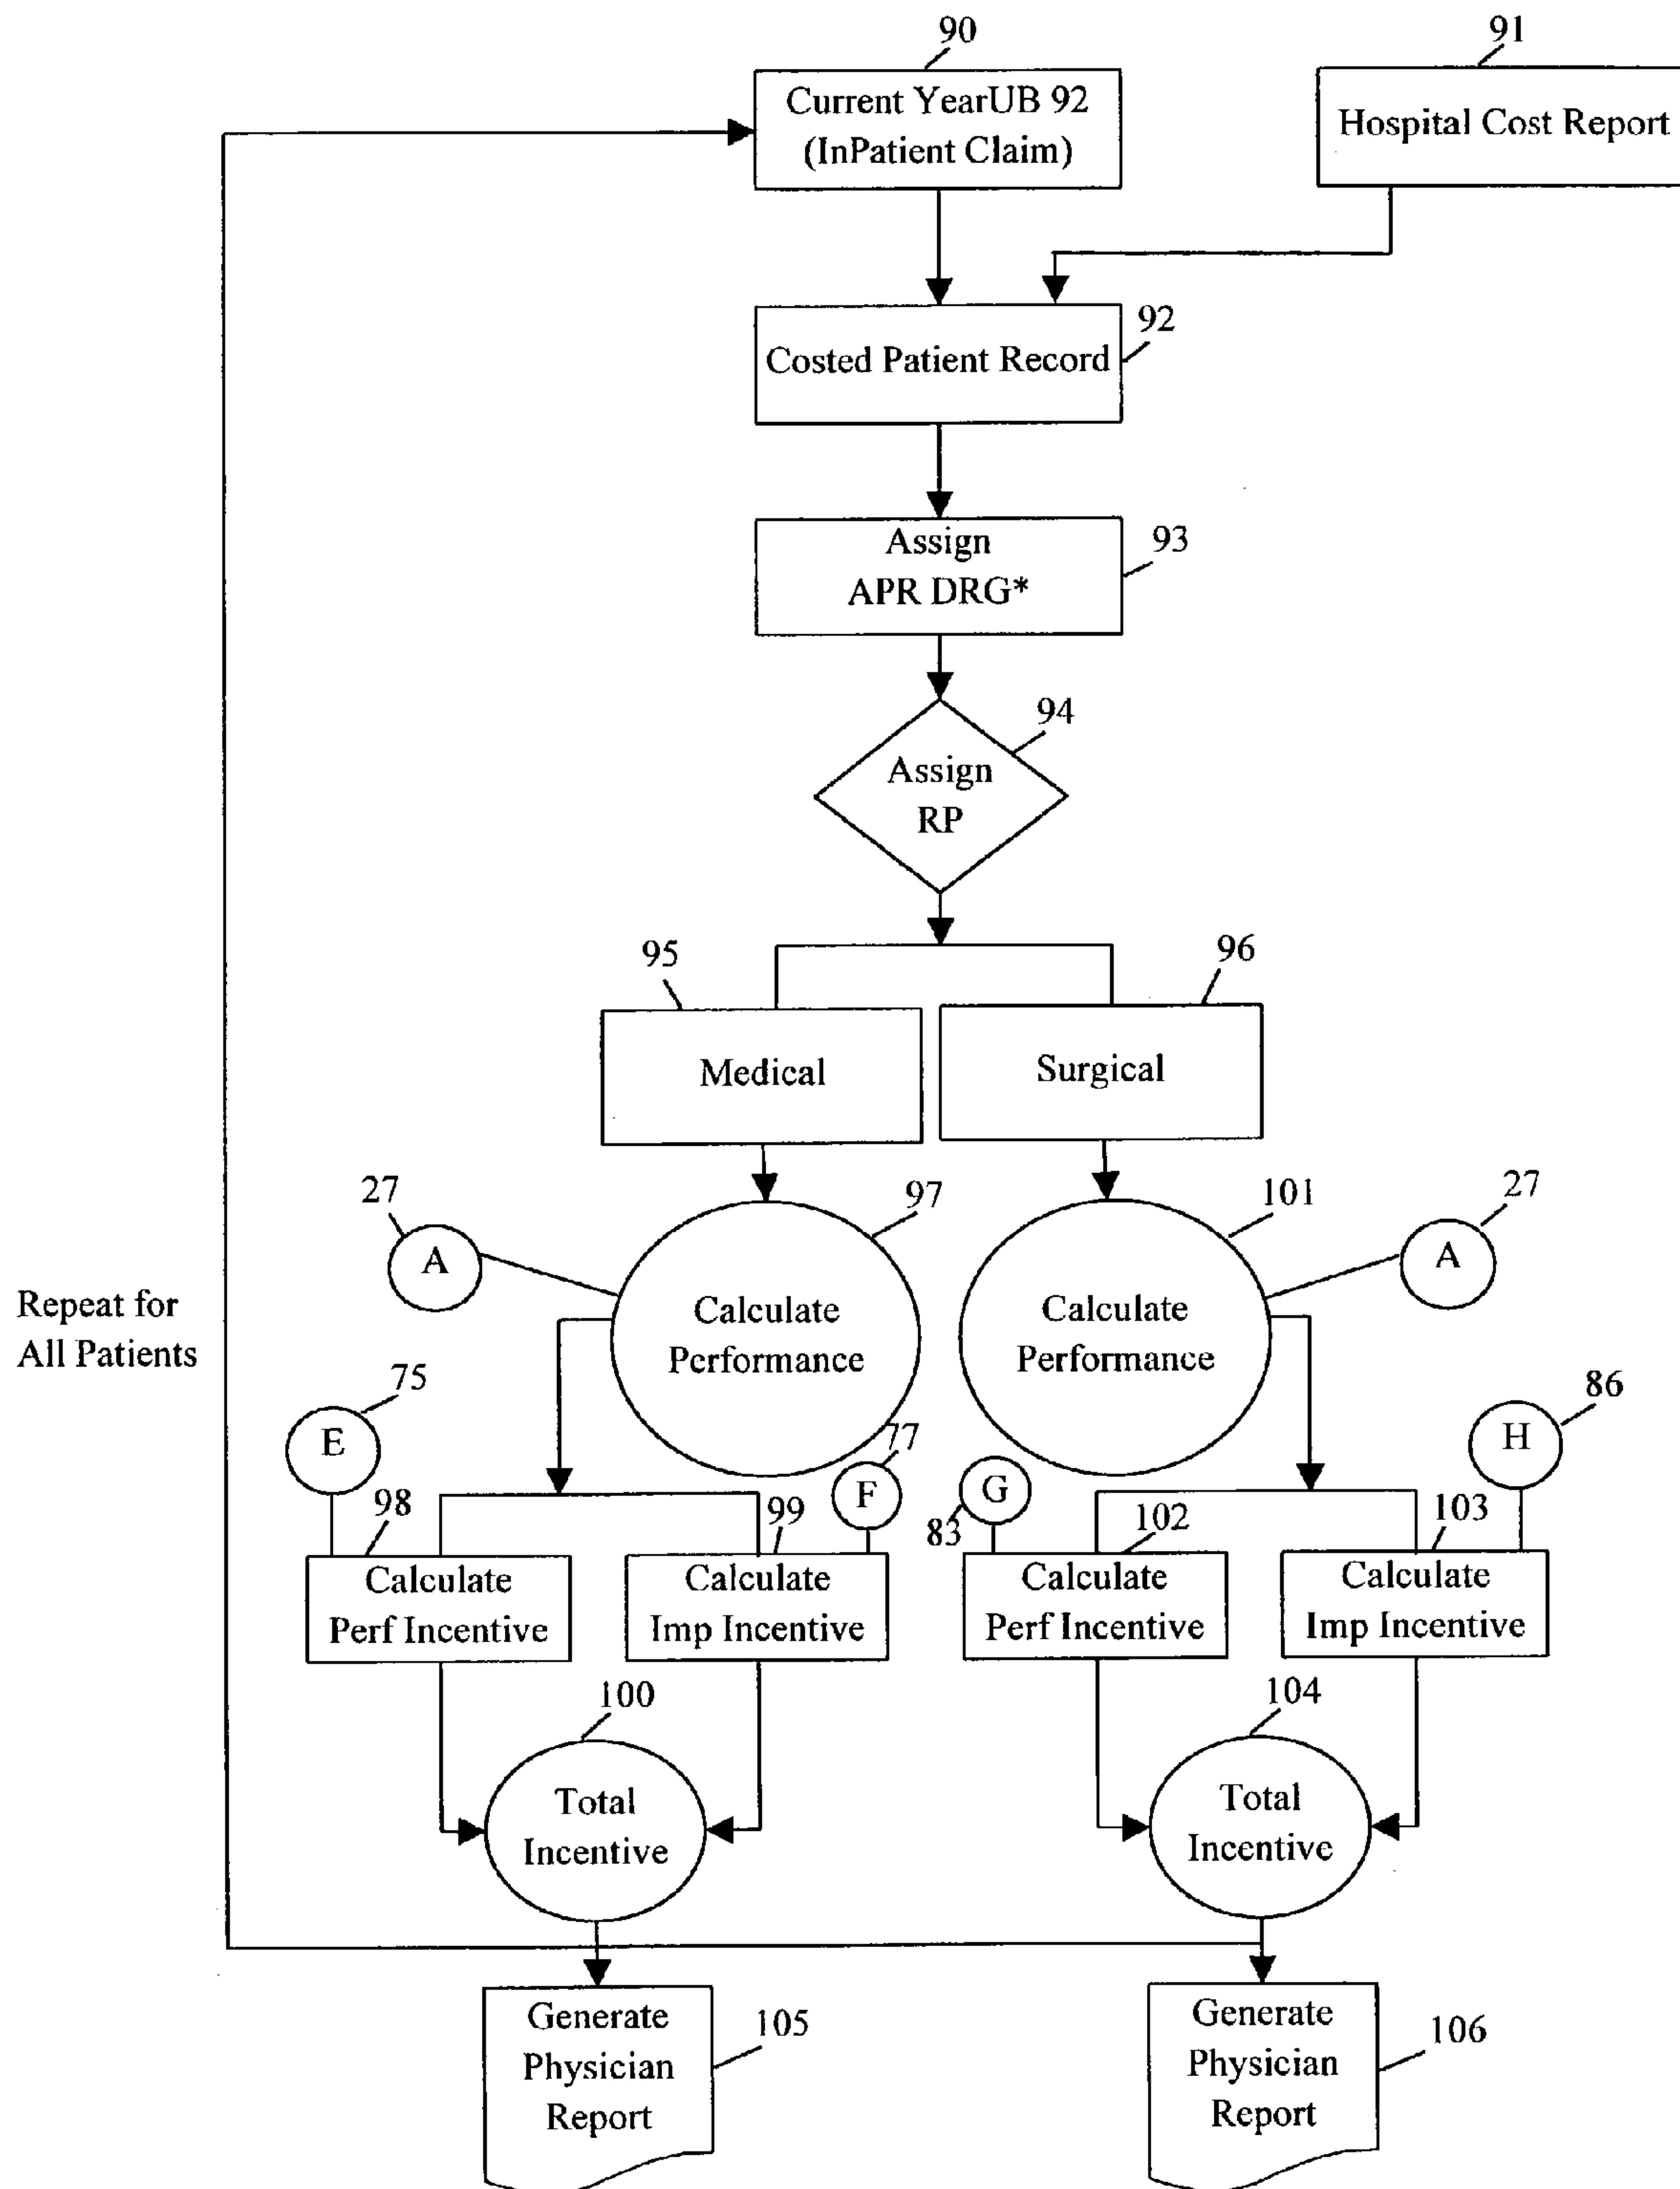 90
91
Current YearUB 92
(InPatient Claim)
Hospital Cost Report
92
Costed Patient Record
93
Assign
APR DRG*
94
Assign
RP
95
96
Medical
Surgical
27
97
101
27
A
A
Calculate
Performance
Calculate
Performance
Repeat for
All Patients
75
86
E
77
H
F
G
98
99
83
102
103
Calculate
Perf Incentive
Calculate
Imp Incentive
Calculate
Perf Incentive
Calculate
Imp Incentive
100
104
Total
Incentive
Total
Incentive
Generate
Physician
Report
105
Generate
Physician
Report
106